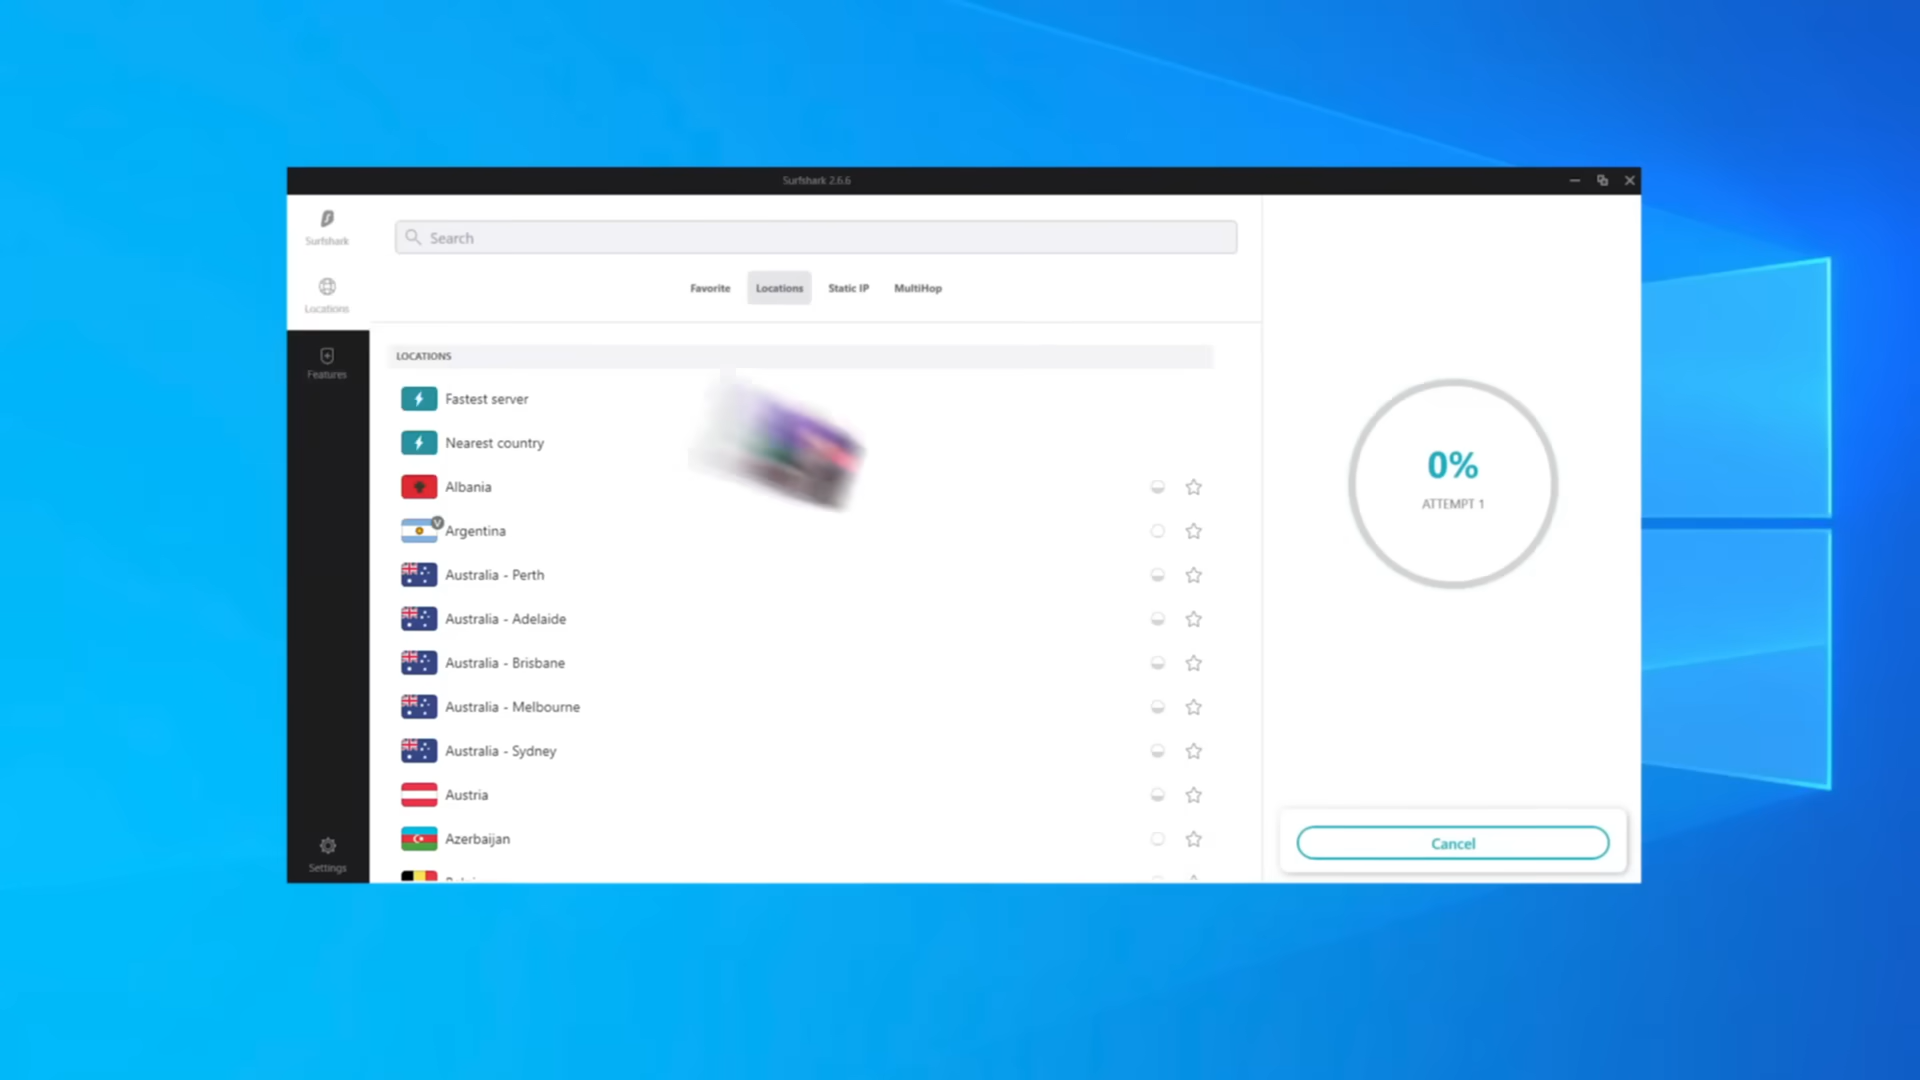 Surfshark 2.6.6
Surfshark
Locations
Features
Settings
Search
Favorite Locations Static IP MultiHop
LOCATIONS
Fastest server
Nearest country
Albania
V
Argentina
Australia - Perth
Australia - Adelaide
Australia - Brisbane
Australia - Melbourne
Australia - Sydney
Austria
Azerbaijan
0%
ATTEMPT 1
Cancel